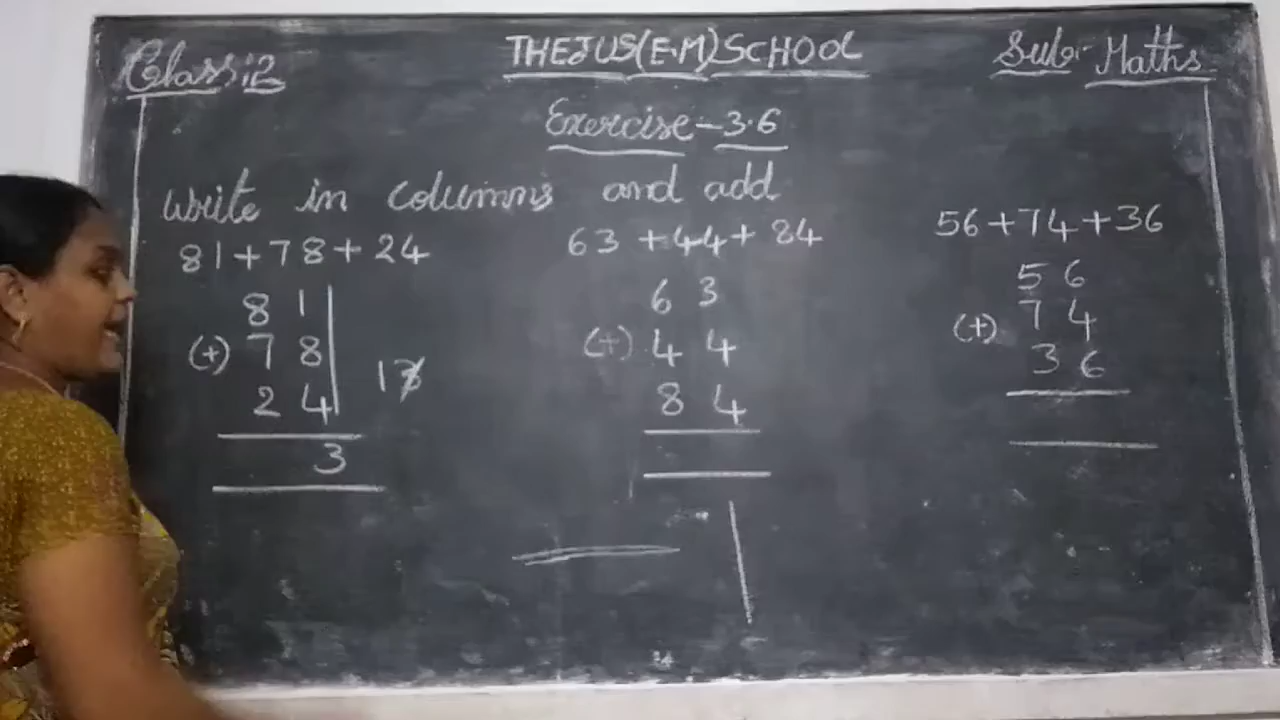 Class:2
THEJUS(E.M)SCHOOL
Sub:- Maths
Exercise-3.6
write in columns and add
81+78+24
8 1
(+) 7 8
2 4
13
3
63+44+84
6 3
(+) 4 4
8 4
56+74+36
5 6
(+) 7 4
3 6